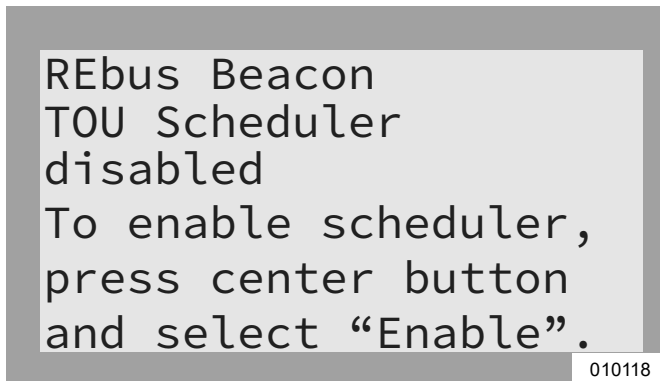 REbus Beacon
TOU Scheduler
disabled
To enable scheduler,
press center button
and select “Enable”.
010118